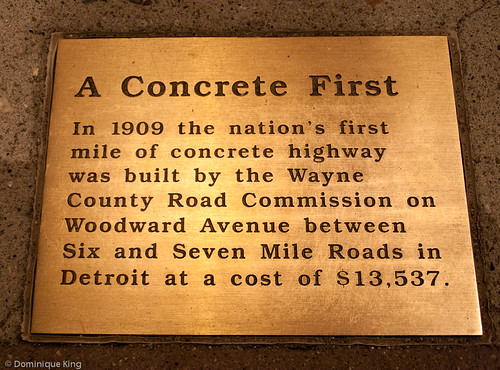 A Concrete First
In 1909 the nation's first
mile of concrete highway
was built by the Wayne
County Road Commission on
Woodward Avenue between
Six and Seven Mile Roads in
Detroit at a cost of $13,537.
© Dominique King